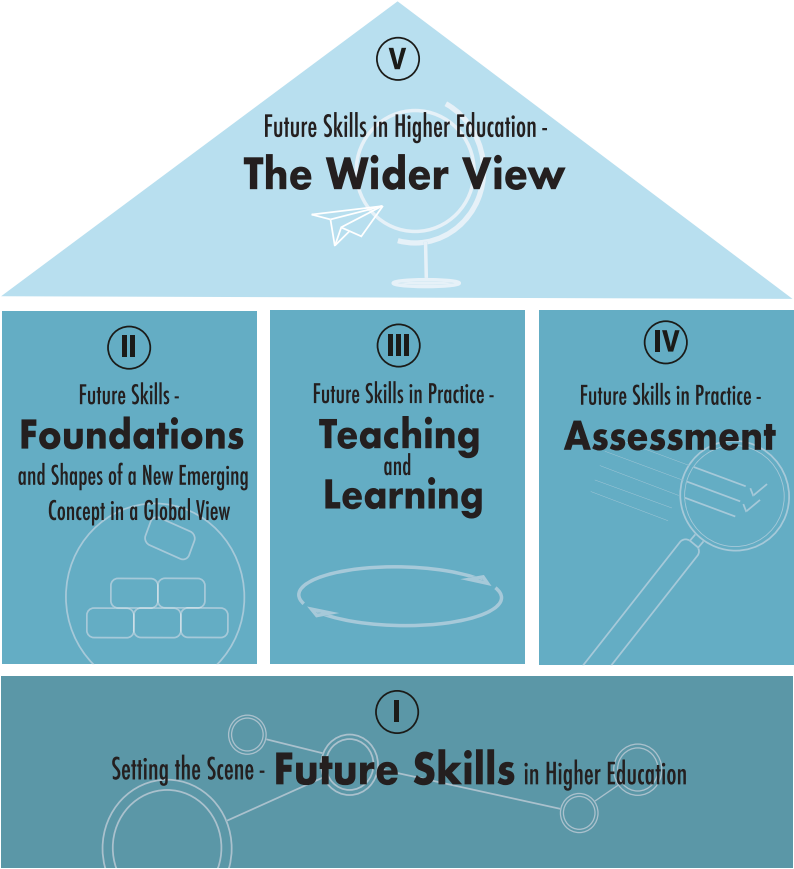 V
Future Skills in Higher Education -
The Wider View
II
Future Skills -
Foundations
and Shapes of a New Emerging
Concept in a Global View
III
Future Skills in Practice -
Teaching
and
Learning
IV
Future Skills in Practice -
Assessment
I
Setting the Scene - Future Skills in Higher Education